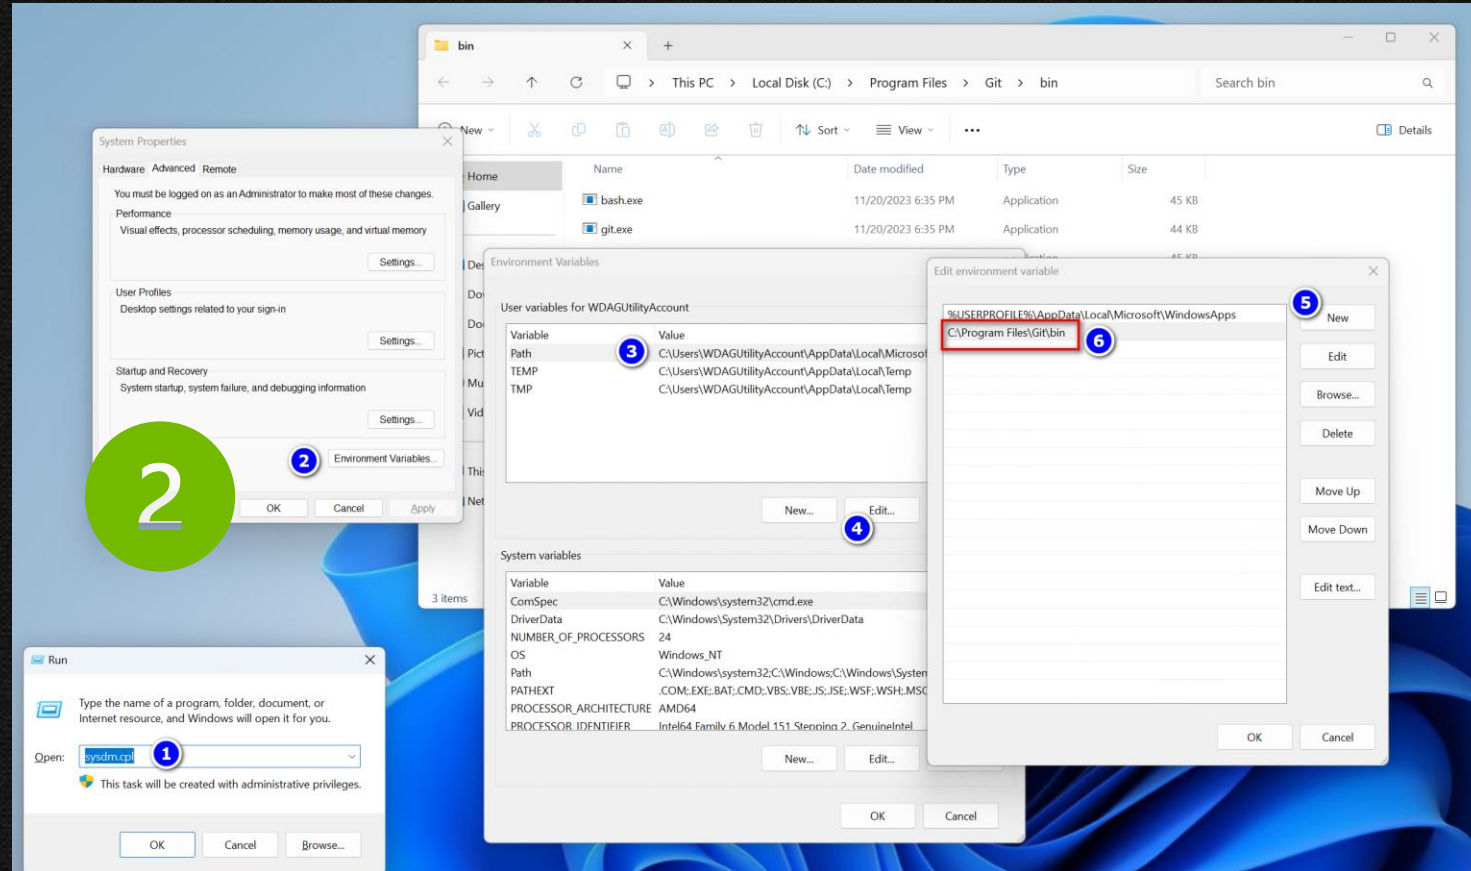 bin
This PC > Local Disk (C:) > Program Files > Git > bin
Search bin
New
Sort
View
Details
Home
Gallery
Name
Date modified
Type
Size
bash.exe 11/20/2023 6:35 PM Application 45 KB
git.exe 11/20/2023 6:35 PM Application 44 KB
3 items
System Properties
Hardware Advanced Remote
You must be logged on as an Administrator to make most of these changes.
Performance
Visual effects, processor scheduling, memory usage, and virtual memory
Settings...
User Profiles
Desktop settings related to your sign-in
Settings...
Startup and Recovery
System startup, system failure, and debugging information
Settings...
2
Environment Variables...
OK Cancel Apply
2
Run
Type the name of a program, folder, document, or
Internet resource, and Windows will open it for you.
Open: sysdm.cpl
1
This task will be created with administrative privileges.
OK Cancel Browse...
Environment Variables
User variables for WDAGUtilityAccount
Variable Value
Path 3 C:\Users\WDAGUtilityAccount\AppData\Local\Microsof
TEMP C:\Users\WDAGUtilityAccount\AppData\Local\Temp
TMP C:\Users\WDAGUtilityAccount\AppData\Local\Temp
New... Edit...
4
System variables
Variable Value
ComSpec C:\Windows\system32\cmd.exe
DriverData C:\Windows\System32\Drivers\DriverData
NUMBER_OF_PROCESSORS 24
OS Windows_NT
Path C:\Windows\system32;C:\Windows;C:\Windows\System
PATHEXT .COM;.EXE;.BAT;.CMD;.VBS;.VBE;.JS;.JSE;.WSF;.WSH;.MSC
PROCESSOR_ARCHITECTURE AMD64
PROCESSOR_IDENTIFIER Intel64 Family 6 Model 151 Stepping 2, GenuineIntel
New... Edit...
OK Cancel
Edit environment variable
%USERPROFILE%\AppData\Local\Microsoft\WindowsApps
C:\Program Files\Git\bin
6
5
New
Edit
Browse...
Delete
Move Up
Move Down
Edit text...
OK Cancel